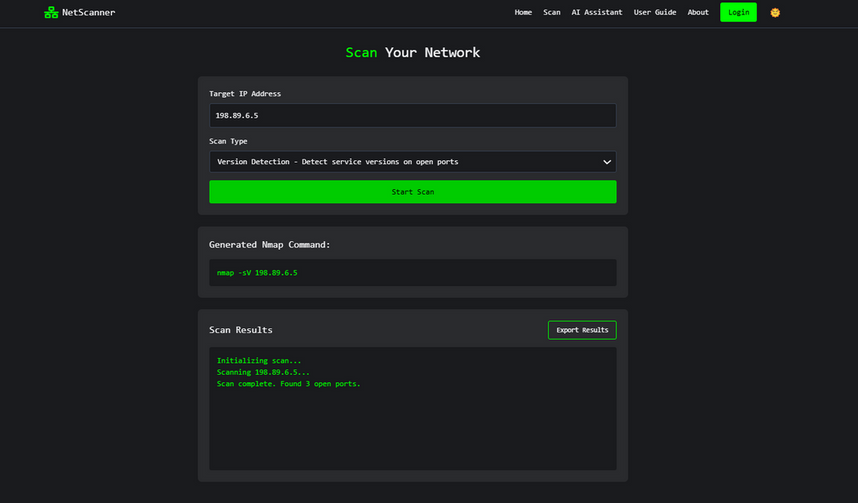 NetScanner
Home Scan AI Assistant User Guide About Login
Scan Your Network
Target IP Address
198.89.6.5
Scan Type
Version Detection - Detect service versions on open ports
Start Scan
Generated Nmap Command:
nmap -sV 198.89.6.5
Scan Results
Export Results
Initializing scan...
Scanning 198.89.6.5...
Scan complete. Found 3 open ports.